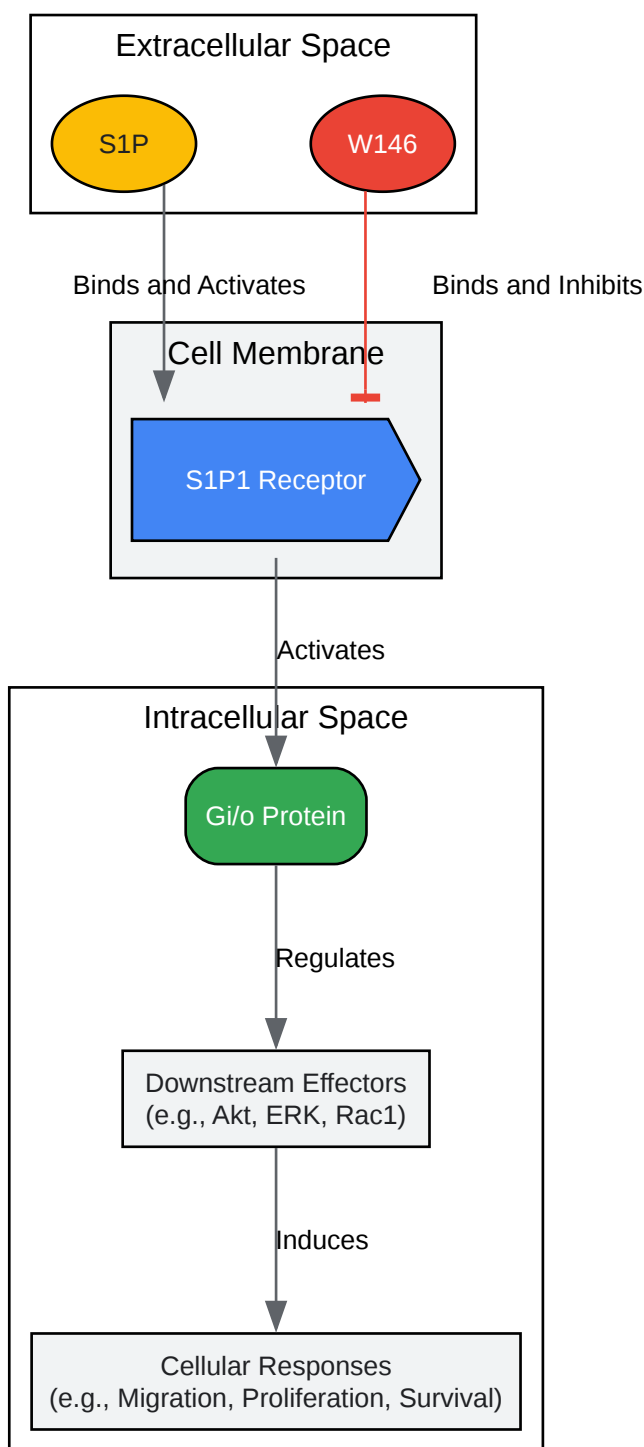 Extracellular Space
S1P
W146
Binds and Activates
Binds and Inhibits
Cell Membrane
S1P1 Receptor
Activates
Intracellular Space
Gi/o Protein
Regulates
Downstream Effectors
(e.g., Akt, ERK, Rac1)
Induces
Cellular Responses
(e.g., Migration, Proliferation, Survival)